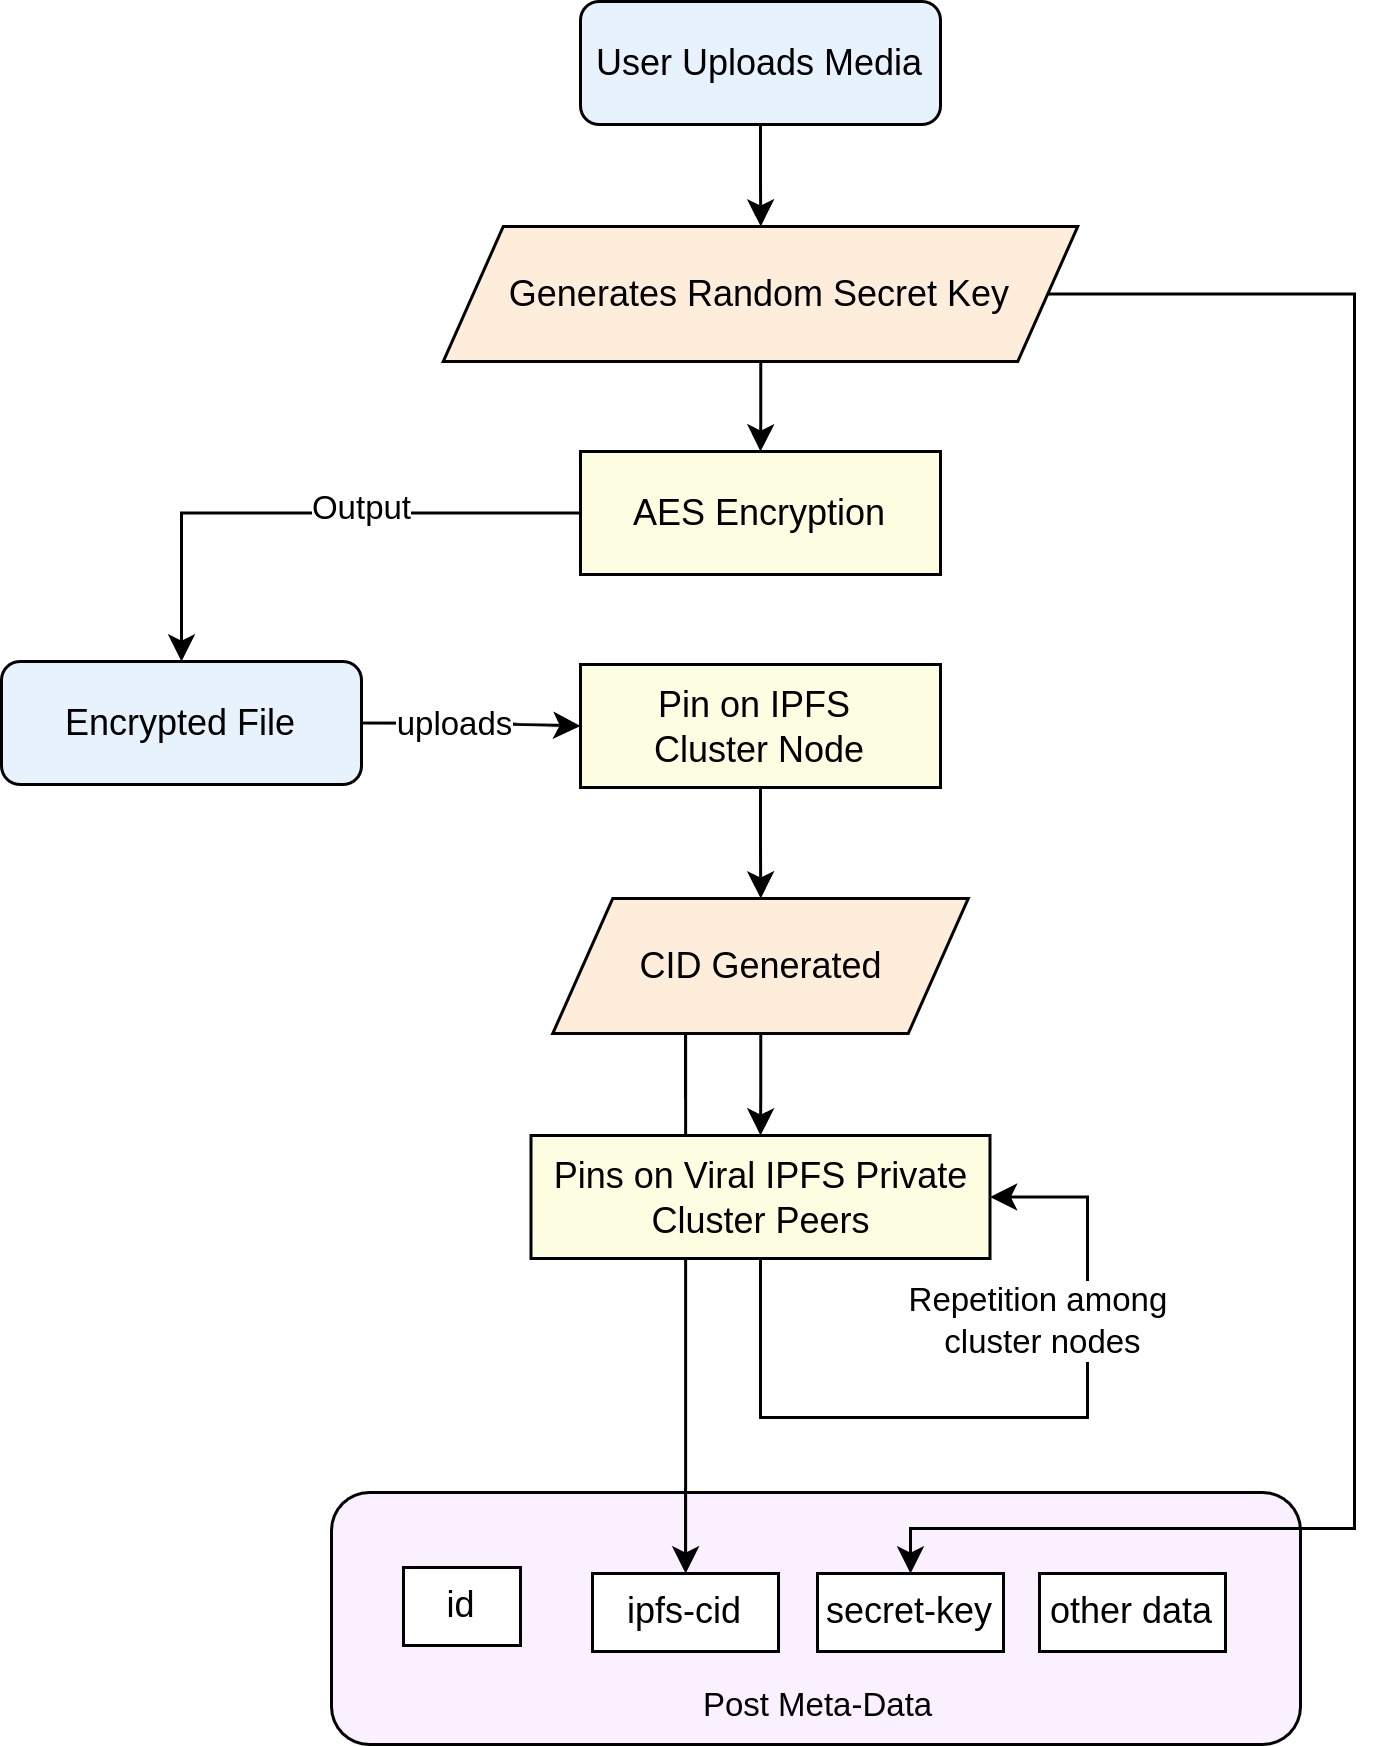 User Uploads Media
Generates Random Secret Key
AES Encryption
Output
Encrypted File
uploads
Pin on IPFS
Cluster Node
CID Generated
Pins on Viral IPFS Private
Cluster Peers
Repetition among
cluster nodes
id
ipfs-cid
secret-key
other data
Post Meta-Data